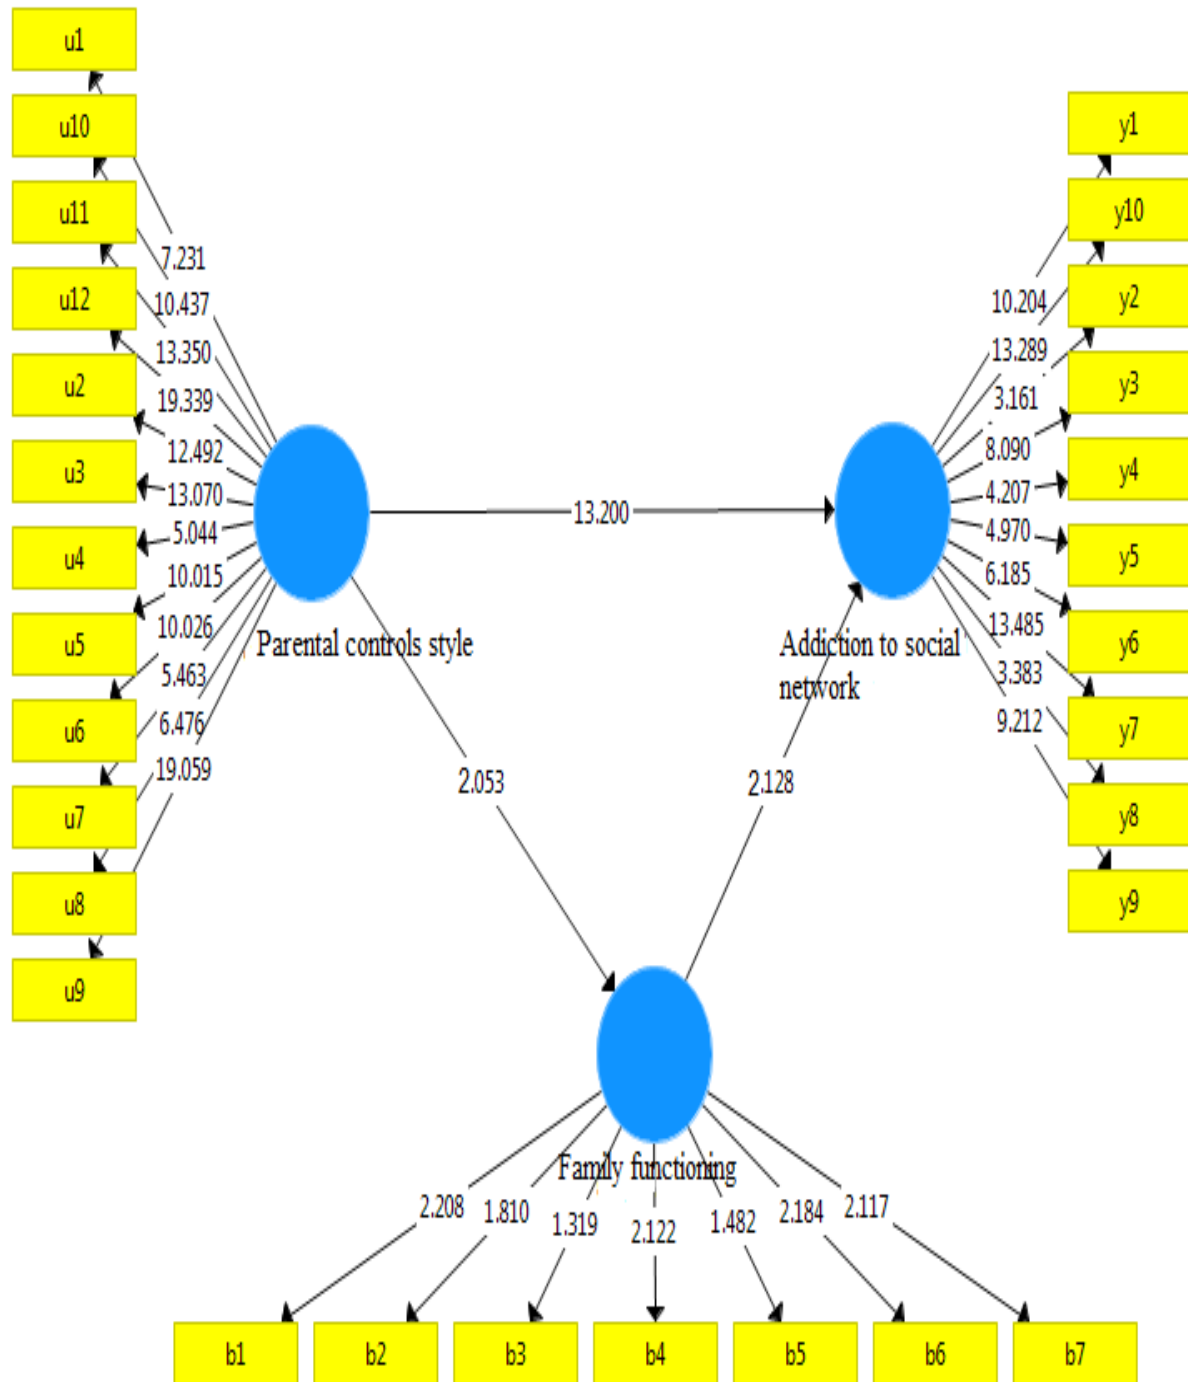 u1
u10
u11
u12
u2
u3
u4
u5
u6
u7
u8
u9
7.231
10.437
13.350
19.339
12.492
13.070
5.044
10.015
10.026
5.463
6.476
19.059
Parental controls style
13.200
2.053
2.128
Addiction to social
network
10.204
13.289
3.161
8.090
4.207
4.970
6.185
13.485
3.383
9.212
y1
y10
y2
y3
y4
y5
y6
y7
y8
y9
Family functioning
2.208
1.810
1.319
2.122
1.482
2.184
2.117
b1
b2
b3
b4
b5
b6
b7